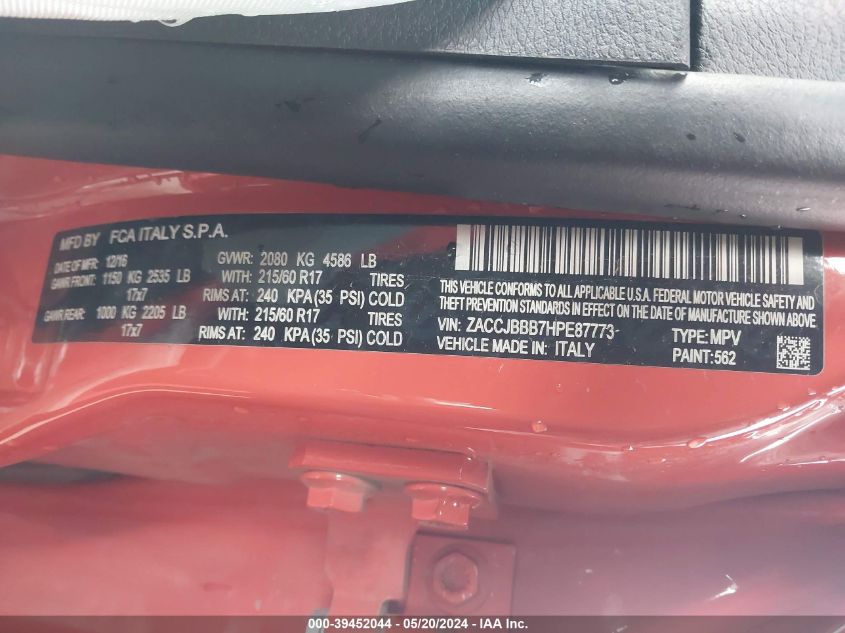 MFD BY FCA ITALY S.P.A.
DATE OF MFR: 12/16 GVWR: 2080 KG 4586 LB
GAWR FRONT: 1150 KG 2535 LB WITH: 215/60 R17 TIRES
17x7 RIMS AT: 240 KPA(35 PSI) COLD
GAWR REAR: 1000 KG 2205 LB WITH: 215/60 R17 TIRES
17x7 RIMS AT: 240 KPA(35 PSI) COLD
THIS VEHICLE CONFORMS TO ALL APPLICABLE U.S.A. FEDERAL MOTOR VEHICLE SAFETY AND
THEFT PREVENTION STANDARDS IN EFFECT ON THE DATE OF MANUFACTURE SHOWN ABOVE.
VIN: ZACCJBBB7HPE87773 TYPE: MPV
VEHICLE MADE IN: ITALY PAINT: 562
000-39452044 — 05/20/2024 — IAA Inc.